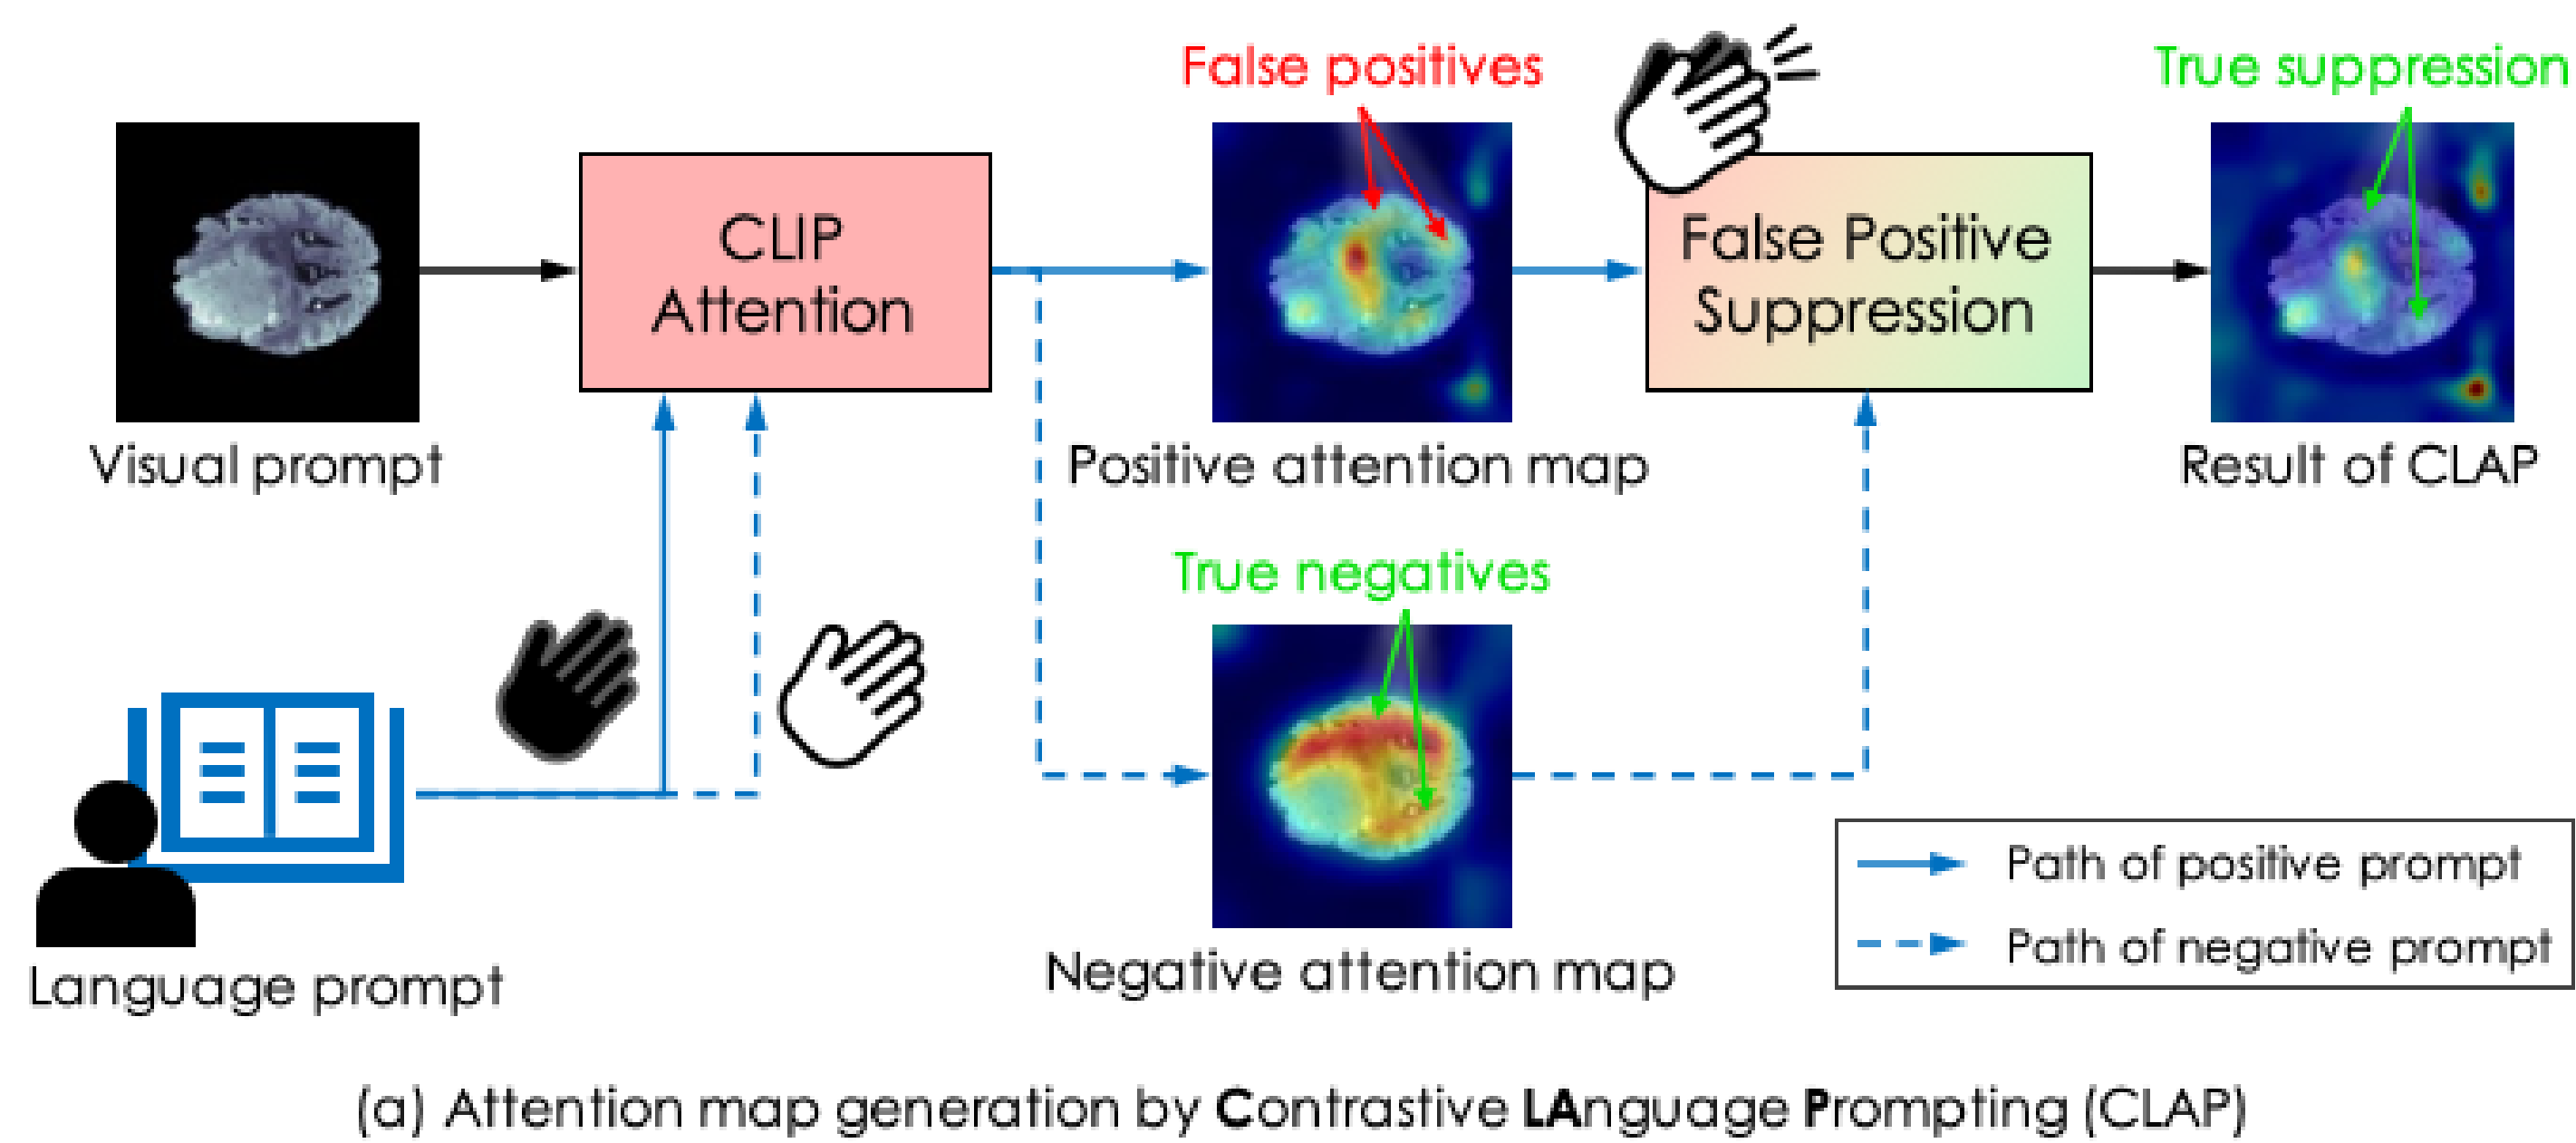 False positives
True suppression
CLIP
Attention
False Positive
Suppression
Visual prompt
Positive attention map
Result of CLAP
True negatives
Path of positive prompt
Path of negative prompt
Language prompt
Negative attention map
(a) Attention map generation by Contrastive LAnguage Prompting (CLAP)